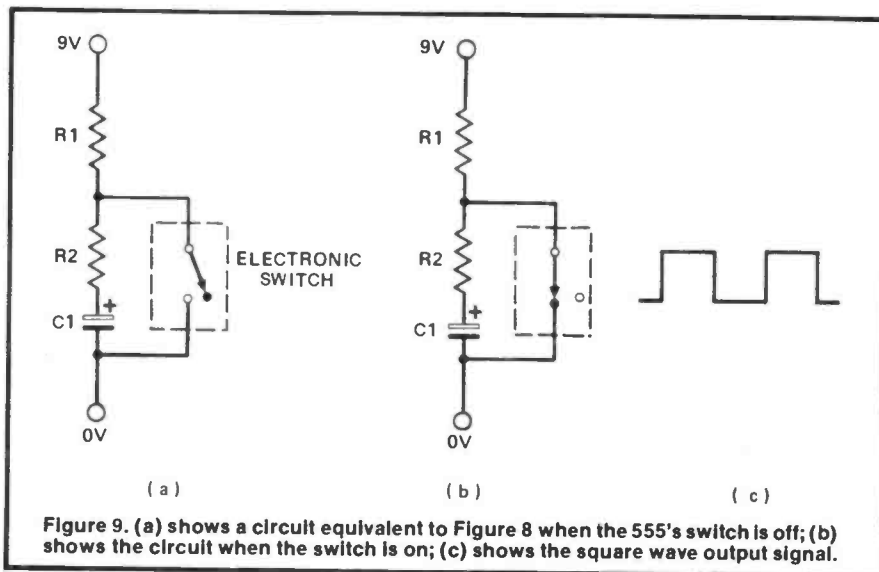 9V
R1
R2
C1
+
ELECTRONIC
SWITCH
0V
(a)
9V
R1
R2
C1
+
0V
(b)
(c)
Figure 9. (a) shows a circuit equivalent to Figure 8 when the 555's switch is off; (b)
shows the circuit when the switch is on; (c) shows the square wave output signal.